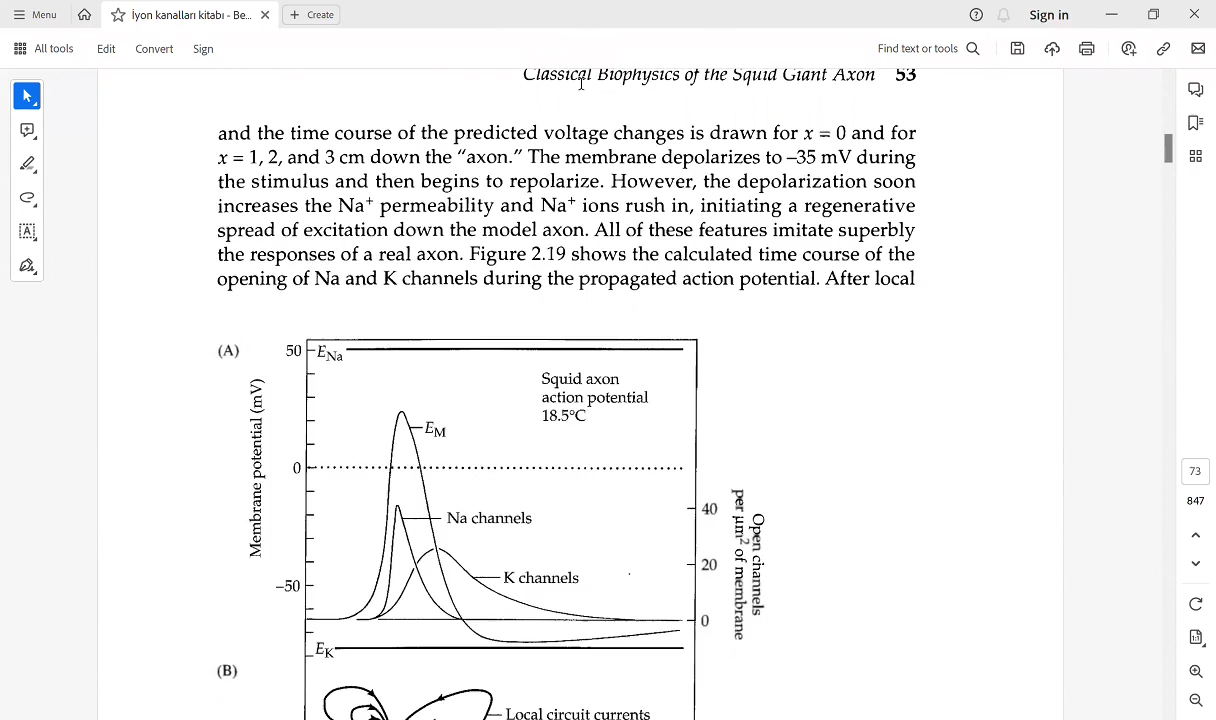 Menu
İyon kanalları kitabı - Be...
Create
Sign in
All tools
Edit
Convert
Sign
Find text or tools
Classical Biophysics of the Squid Giant Axon 53
and the time course of the predicted voltage changes is drawn for x = 0 and for
x = 1, 2, and 3 cm down the “axon.” The membrane depolarizes to –35 mV during
the stimulus and then begins to repolarize. However, the depolarization soon
increases the Na⁺ permeability and Na⁺ ions rush in, initiating a regenerative
spread of excitation down the model axon. All of these features imitate superbly
the responses of a real axon. Figure 2.19 shows the calculated time course of the
opening of Na and K channels during the propagated action potential. After local
(A)
50
E_Na
Squid axon
action potential
18.5°C
E_M
0
Membrane potential (mV)
Na channels
40
K channels
20
–50
0
Open channels
per μm² of membrane
E_K
(B)
Local circuit currents
73
847
1:1